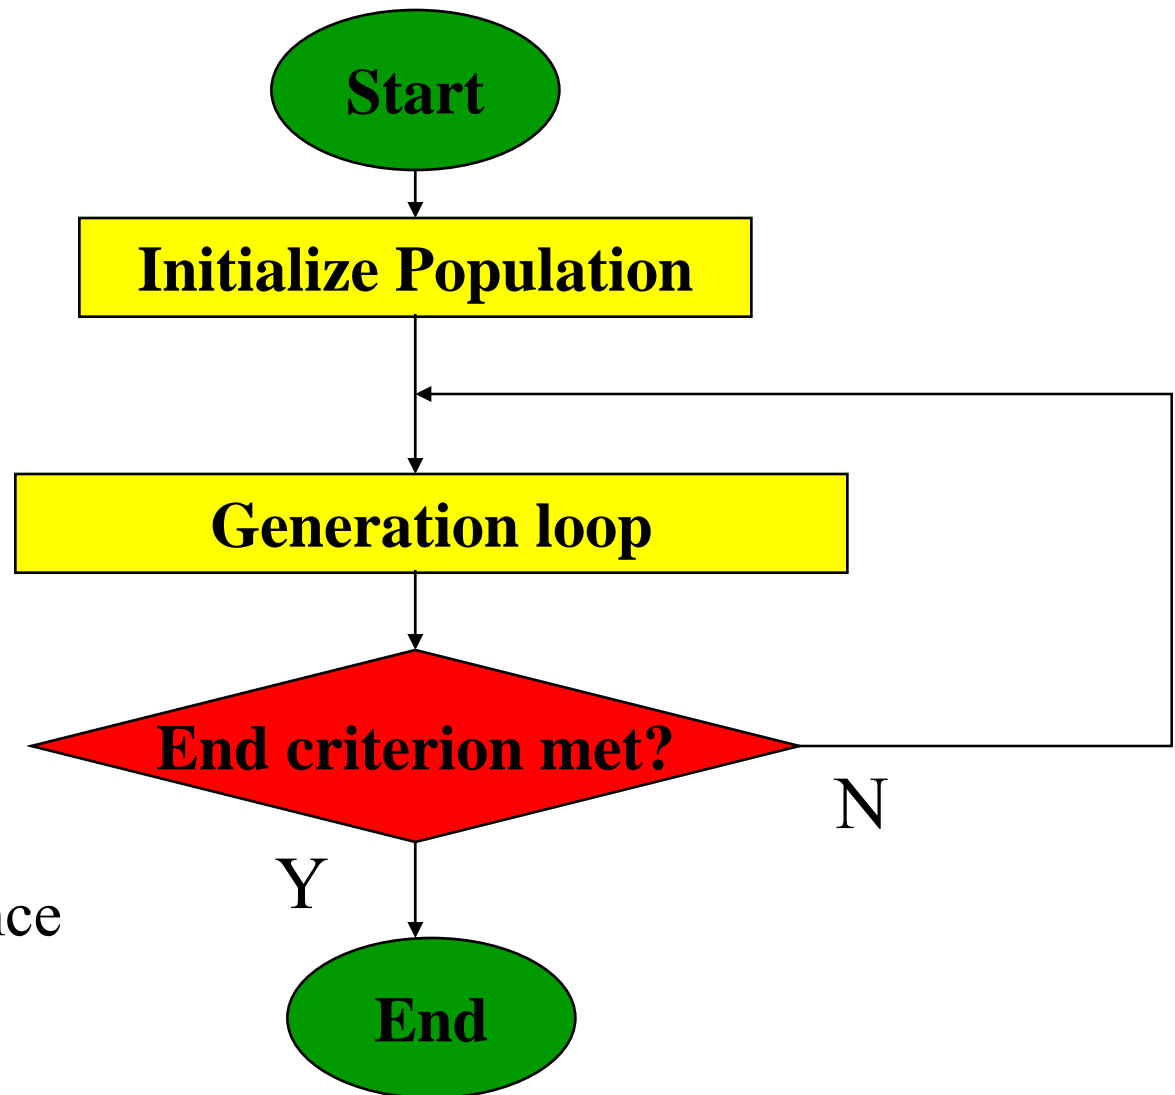 Start
Initialize Population
Generation loop
End criterion met?
N
Y
End